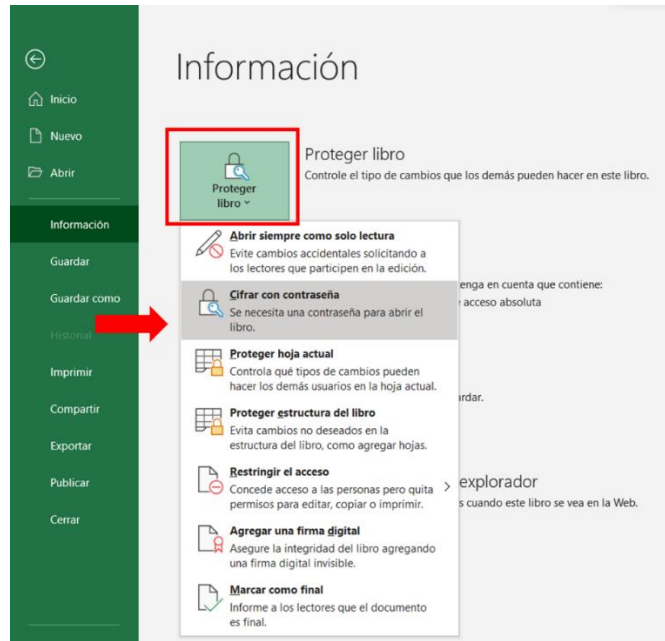 Información
Inicio
Nuevo
Abrir
Información
Guardar
Guardar como
Historial
Imprimir
Compartir
Exportar
Publicar
Cerrar
Proteger
libro
Proteger libro
Controle el tipo de cambios que los demás pueden hacer en este libro.
Abrir siempre como solo lectura
Evite cambios accidentales solicitando a
los lectores que participen en la edición.
Cifrar con contraseña
Se necesita una contraseña para abrir el
libro.
Proteger hoja actual
Controla qué tipos de cambios pueden
hacer los demás usuarios en la hoja actual.
Proteger estructura del libro
Evita cambios no deseados en la
estructura del libro, como agregar hojas.
Restringir el acceso
Concede acceso a las personas pero quita
permisos para editar, copiar o imprimir.
Agregar una firma digital
Asegure la integridad del libro agregando
una firma digital invisible.
Marcar como final
Informe a los lectores que el documento
es final.
enga en cuenta que contiene:
acceso absoluta
rdar.
explorador
s cuando este libro se vea en la Web.